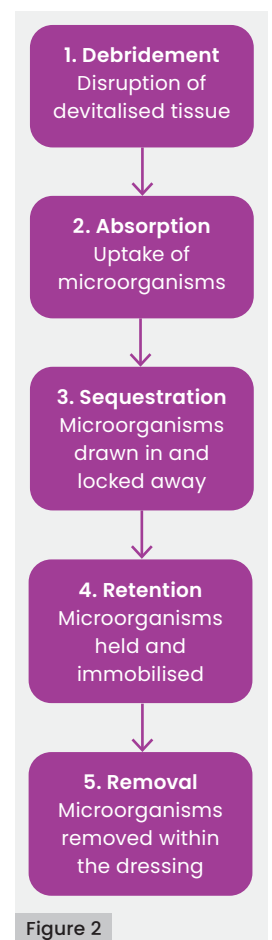 1. Debridement
Disruption of
devitalised tissue
2. Absorption
Uptake of
microorganisms
3. Sequestration
Microorganisms
drawn in and
locked away
4. Retention
Microorganisms
held and
immobilised
5. Removal
Microorganisms
removed within
the dressing
Figure 2